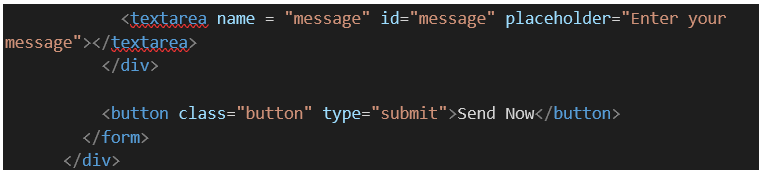 <textarea name = "message" id="message" placeholder="Enter your
message"></textarea>
</div>
<button class="button" type="submit">Send Now</button>
</form>
</div>